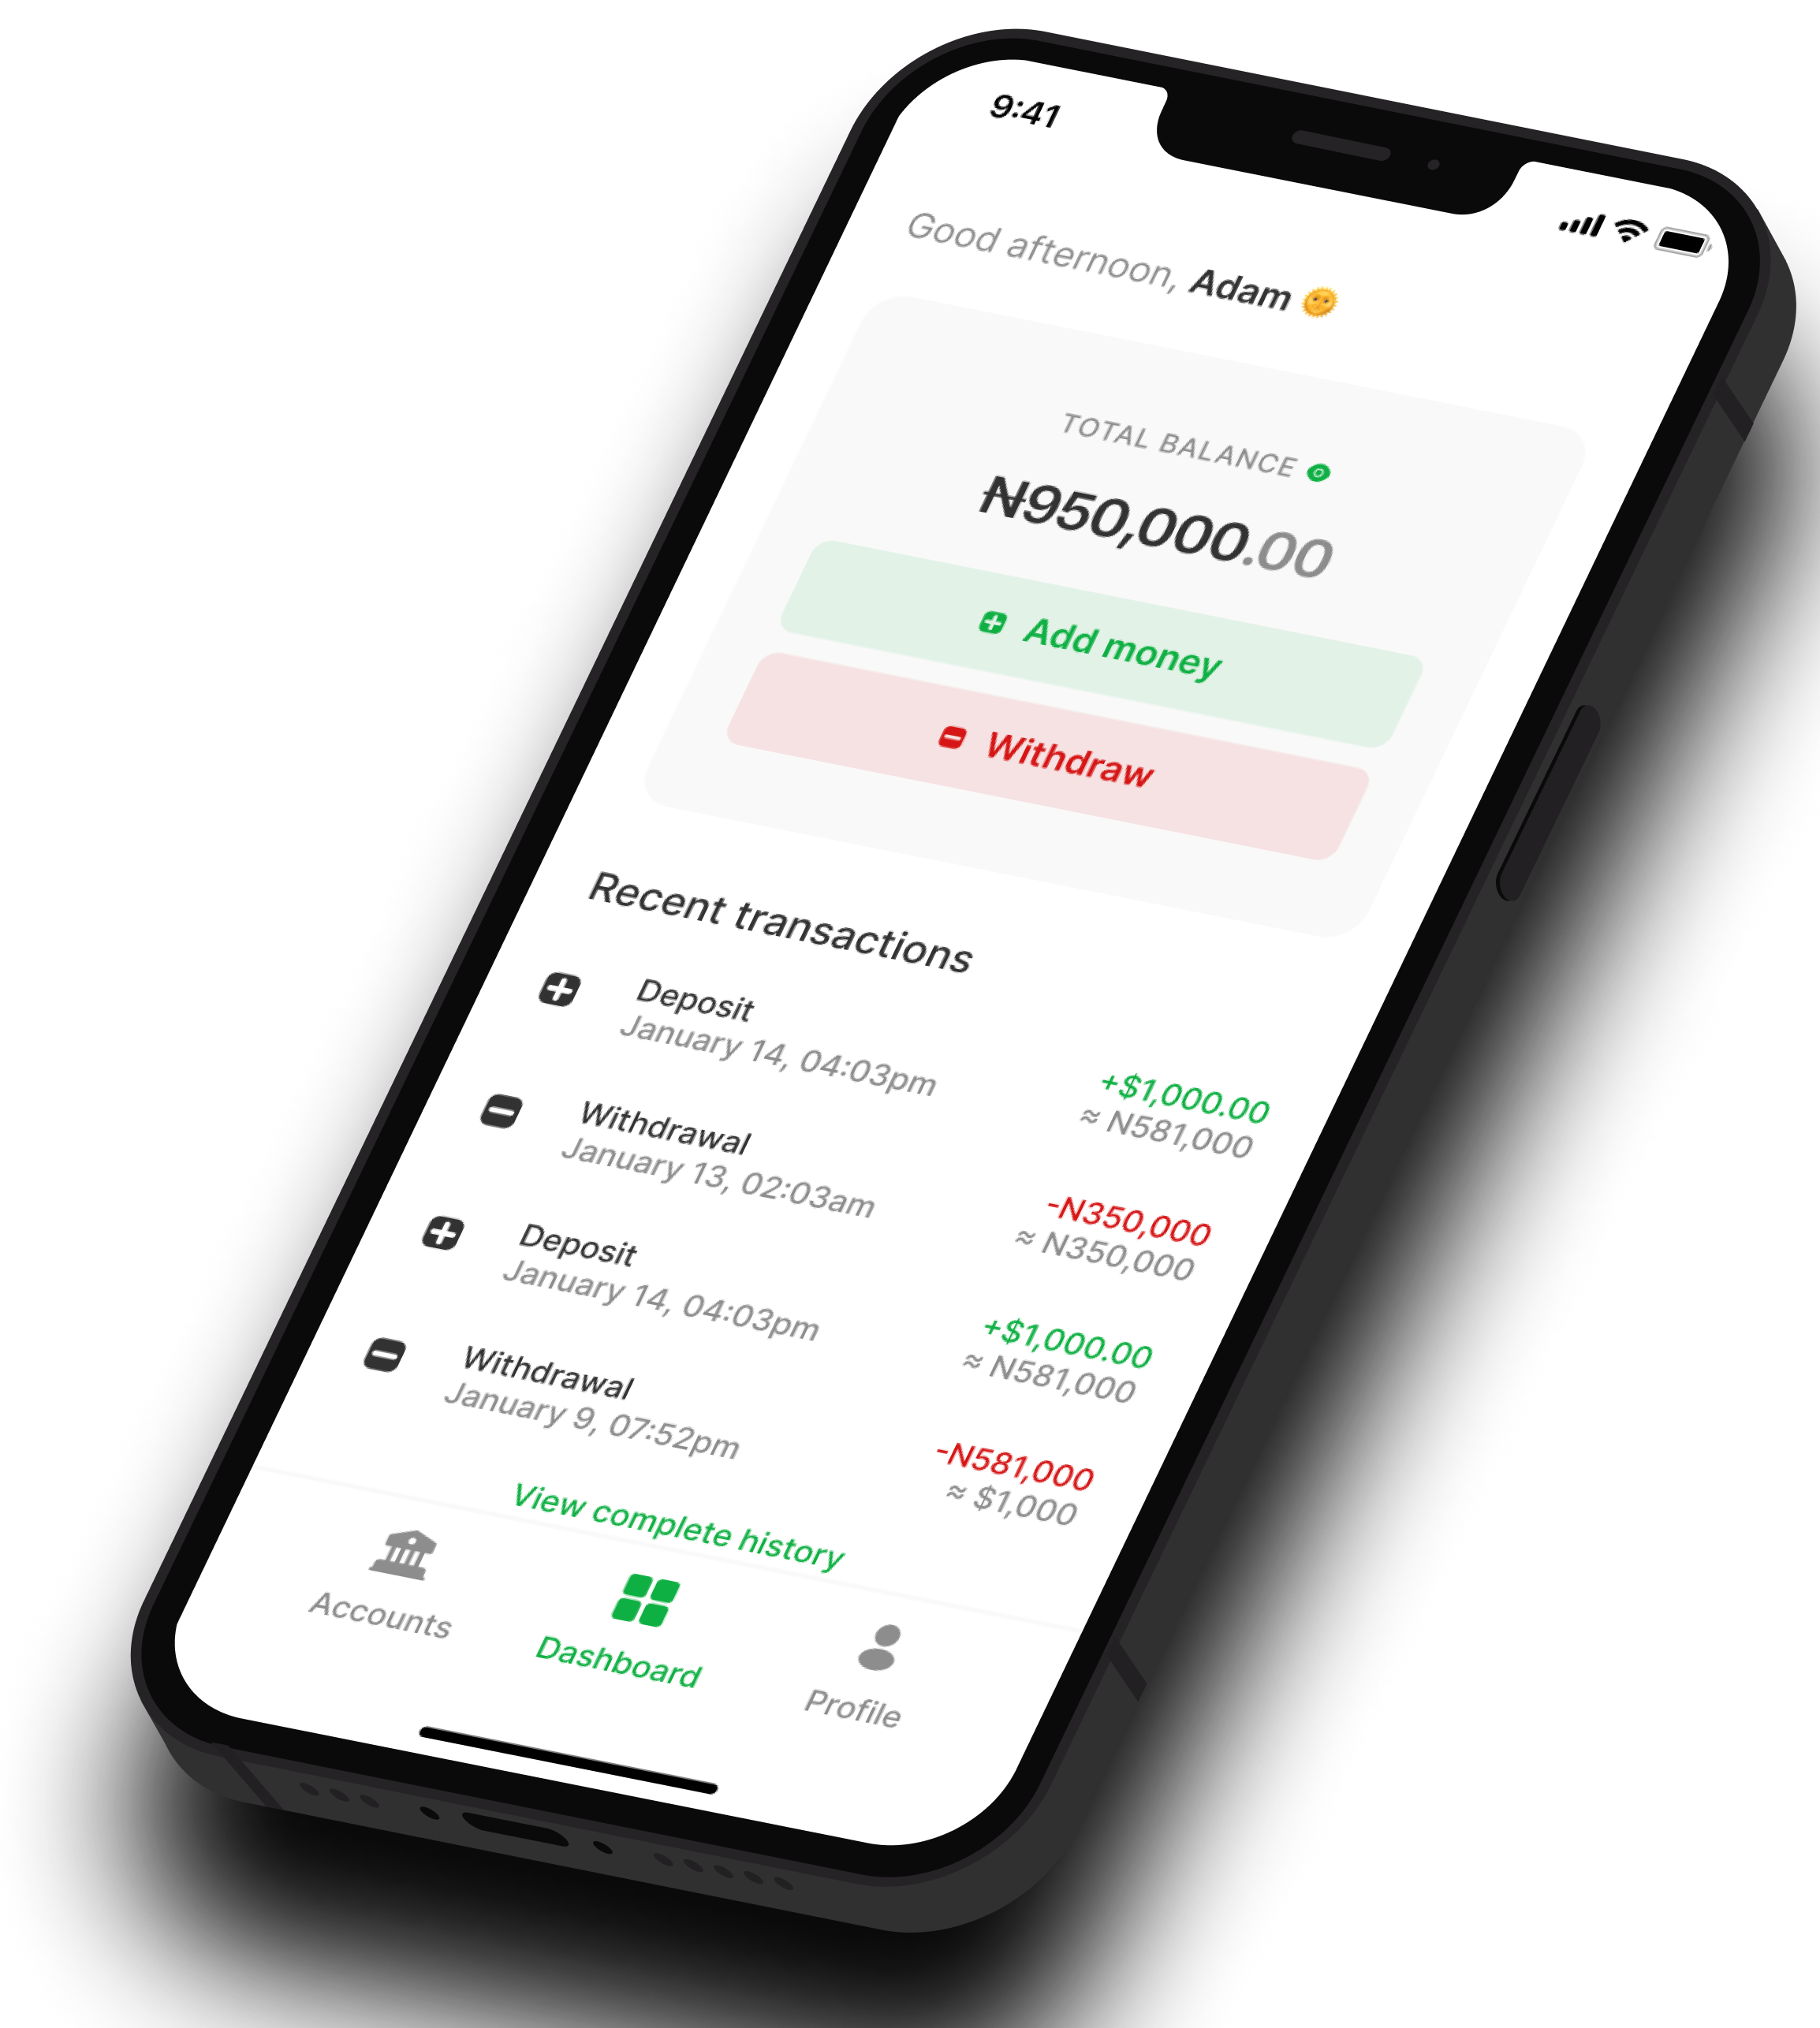 9:41
Good afternoon, Adam 🌞
TOTAL BALANCE
₦950,000.00
Add money
Withdraw
Recent transactions
Deposit
January 14, 04:03pm
+$1,000.00
≈ N581,000
Withdrawal
January 13, 02:03am
-N350,000
≈ N350,000
Deposit
January 14, 04:03pm
+$1,000.00
≈ N581,000
Withdrawal
January 9, 07:52pm
-N581,000
≈ $1,000
View complete history
Accounts
Dashboard
Profile